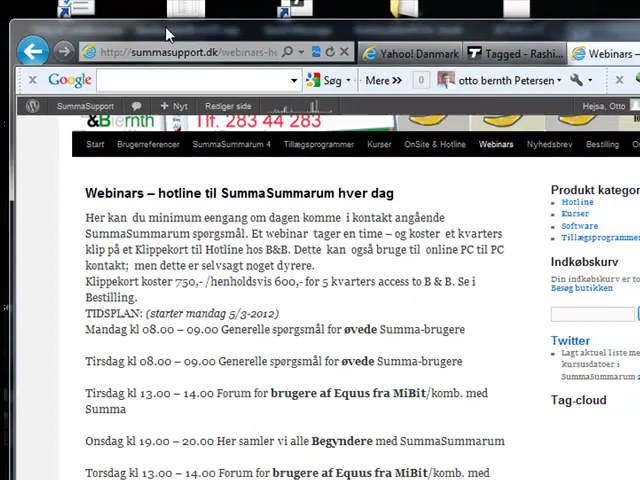 http://summasupport.dk/webinars-h
Yahoo! Danmark
Tagged - Rashi...
Webinars –
Google
Søg
Mere »
otto bernth Petersen
SummaSupport
Nyt
Rediger side
Hejsa, Otto
&Biernth
Tlf. 283 44 283
Start
Brugerreferencer
SummaSummarum 4
Tillægsprogrammer
Kurser
OnSite & Hotline
Webinars
Nyhedsbrev
Bestilling
Webinars – hotline til SummaSummarum hver dag
Her kan du minimum eengang om dagen komme i kontakt angående
SummaSummarum spørgsmål. Et webinar tager en time – og koster et kvarters
klip på et Klippekort til Hotline hos B&B. Dette kan også bruge til online PC til PC
kontakt; men dette er selvsagt noget dyrere.
Klippekort koster 750,- /henholdsvis 600,- for 5 kvarters access to B & B. Se i
Bestilling.
TIDSPLAN: (starter mandag 5/3-2012)
Mandag kl 08.00 – 09.00 Generelle spørgsmål for øvede Summa-brugere
Tirsdag kl 08.00 – 09.00 Generelle spørgsmål for øvede Summa-brugere
Tirsdag kl 13.00 – 14.00 Forum for brugere af Equus fra MiBit/komb. med
Summa
Onsdag kl 19.00 – 20.00 Her samler vi alle Begyndere med SummaSummarum
Torsdag kl 13.00 – 14.00 Forum for brugere af Equus fra MiBit/komb. med
Produkt kategor
Hotline
Kurser
Software
Tillægsprogramme
Indkøbskurv
Din indkøbskurv er to
Besøg butikken
Twitter
Lagt aktuel liste me
kursusdatoer i
SummaSummarum
Tag-cloud